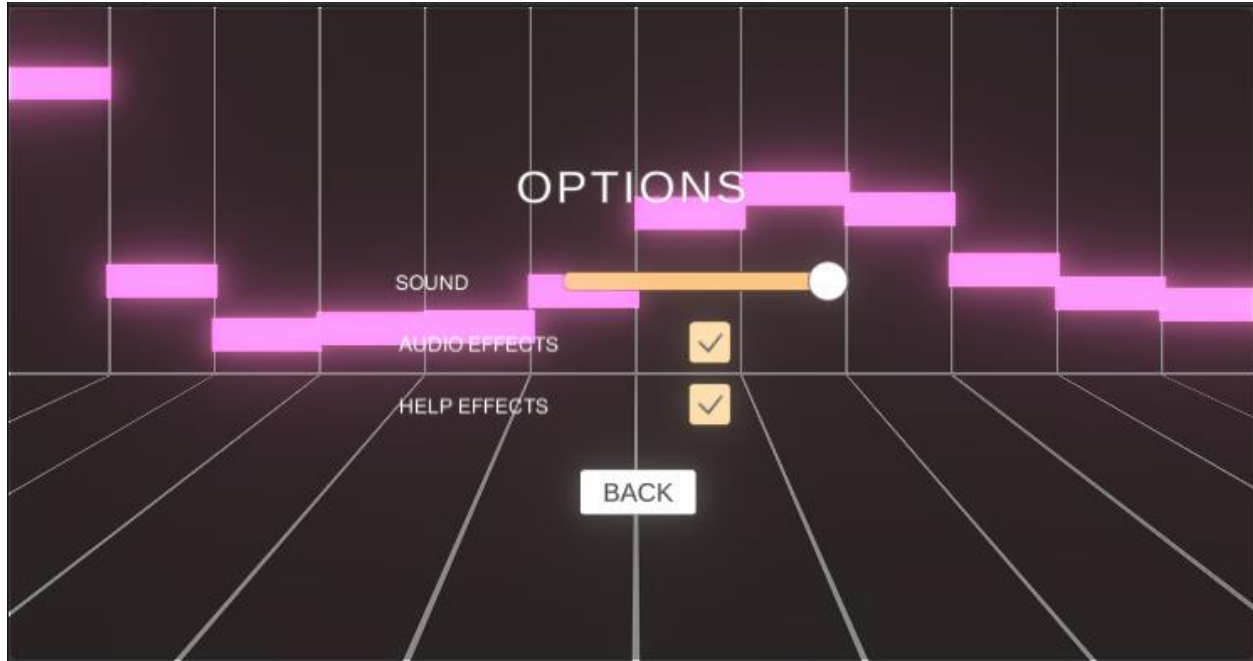 OPTIONS
SOUND
AUDIO EFFECTS
HELP EFFECTS
BACK